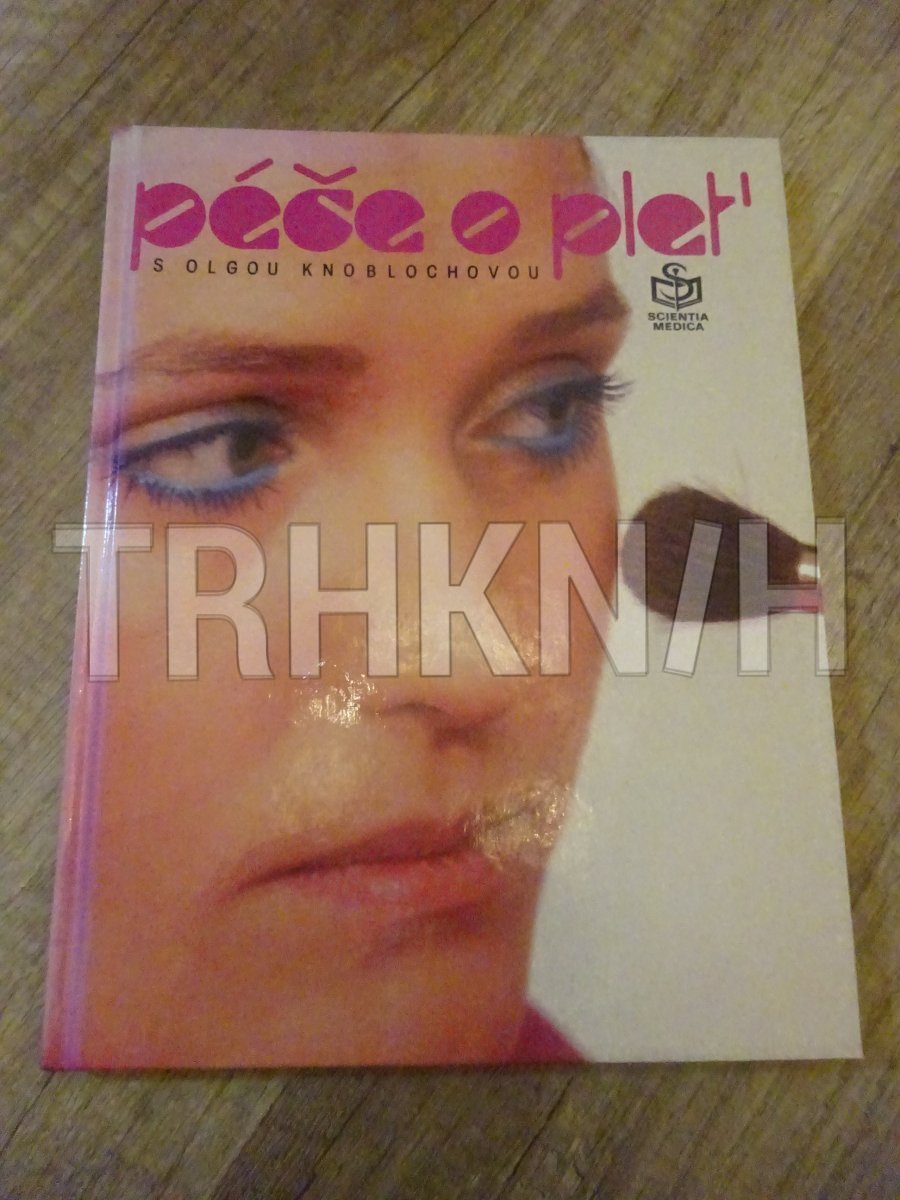 péče o pleť
S OLGOU KNOBLOCHOVOU
SCIENTIA
MEDICA
TRHKNIH